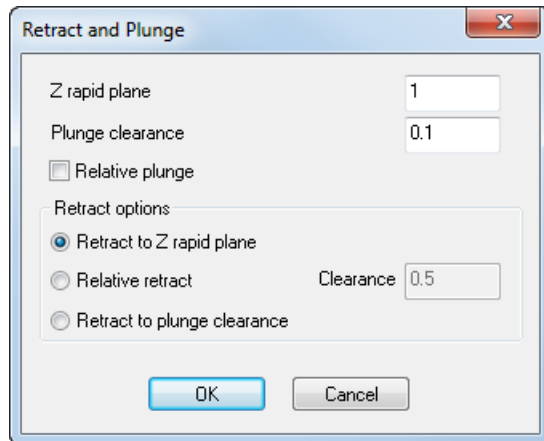 Retract and Plunge
Z rapid plane 1
Plunge clearance 0.1
Relative plunge
Retract options
Retract to Z rapid plane
Relative retract Clearance 0.5
Retract to plunge clearance
OK Cancel